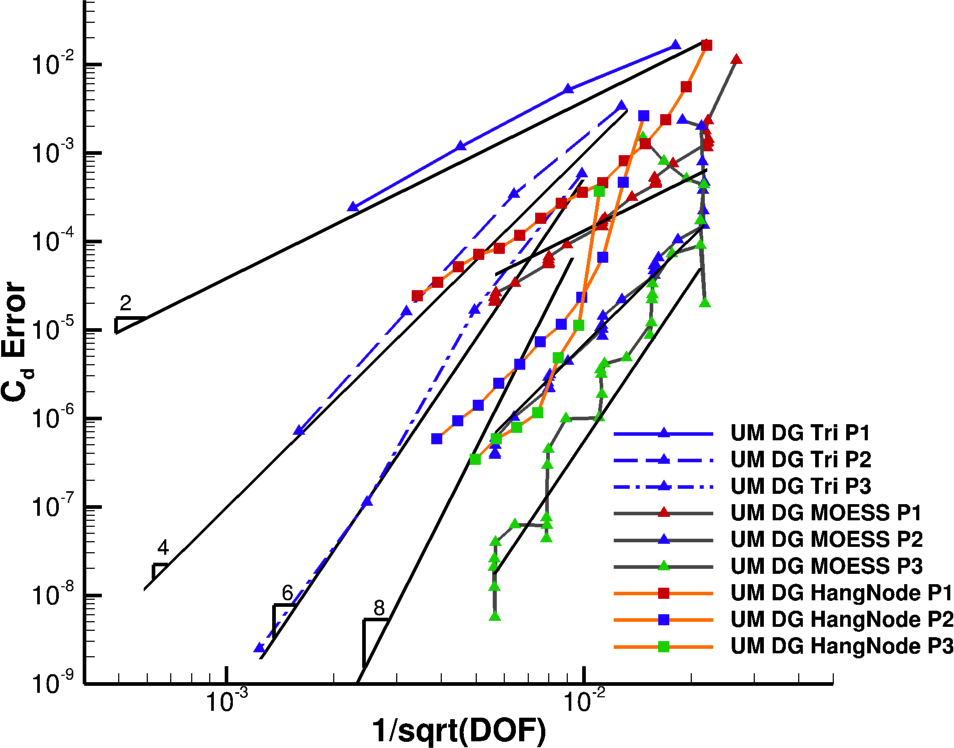 C_d Error
10^-2
10^-3
10^-4
10^-5
10^-6
10^-7
10^-8
10^-9
2
4
6
8
UM DG Tri P1
UM DG Tri P2
UM DG Tri P3
UM DG MOESS P1
UM DG MOESS P2
UM DG MOESS P3
UM DG HangNode P1
UM DG HangNode P2
UM DG HangNode P3
10^-3
10^-2
1/sqrt(DOF)